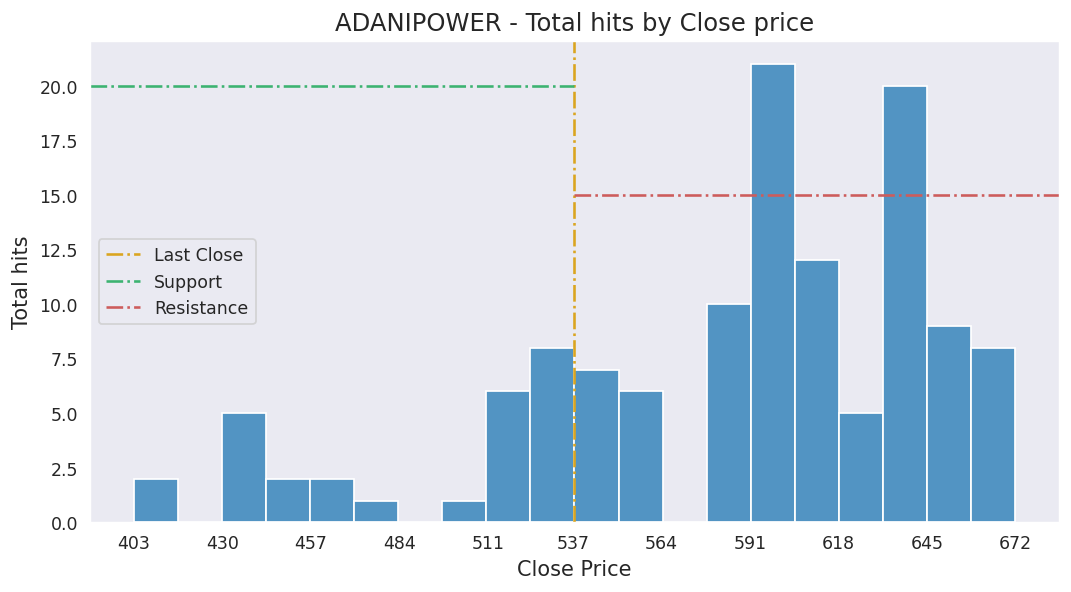 ADANIPOWER - Total hits by Close price
20.0
17.5
15.0
12.5
10.0
7.5
5.0
2.5
0.0
Total hits
Last Close
Support
Resistance
403 430 457 484 511 537 564 591 618 645 672
Close Price